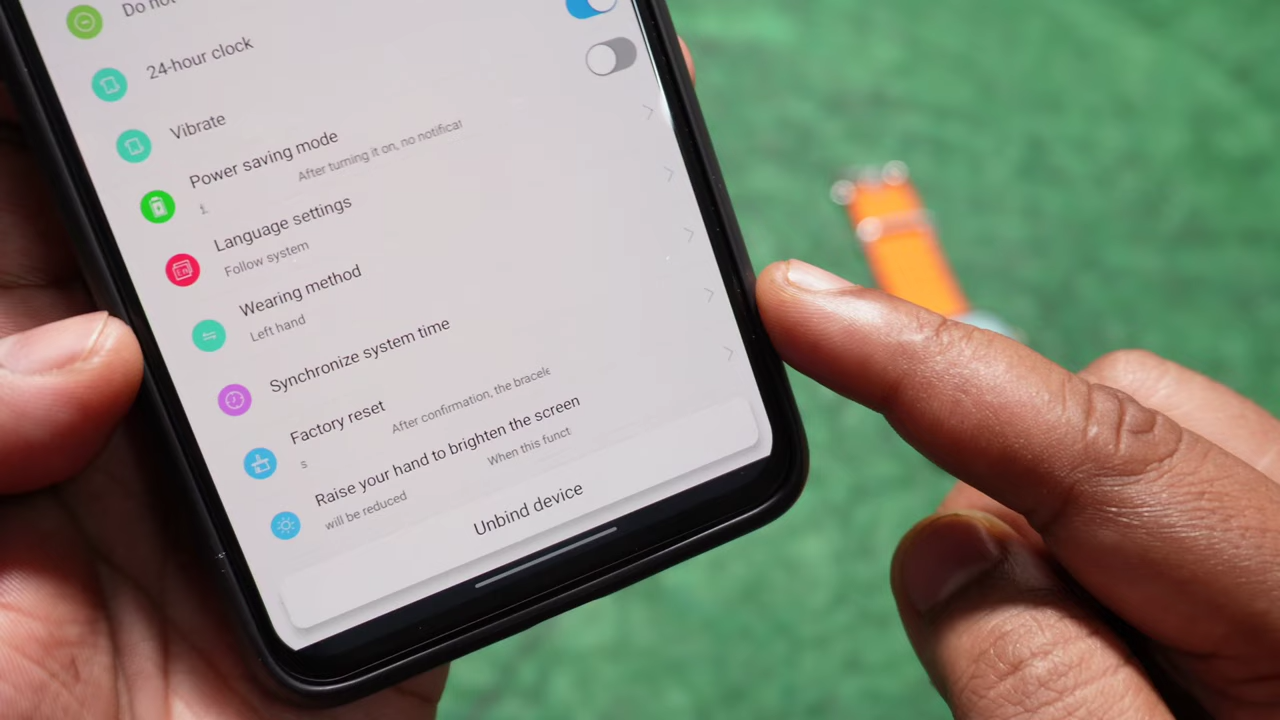 Do not
24-hour clock
Vibrate
Power saving mode
After turning it on, no notificat
Language settings
Follow system
Wearing method
Left hand
Synchronize system time
Factory reset
s After confirmation, the bracele
Raise your hand to brighten the screen
will be reduced When this funct
Unbind device